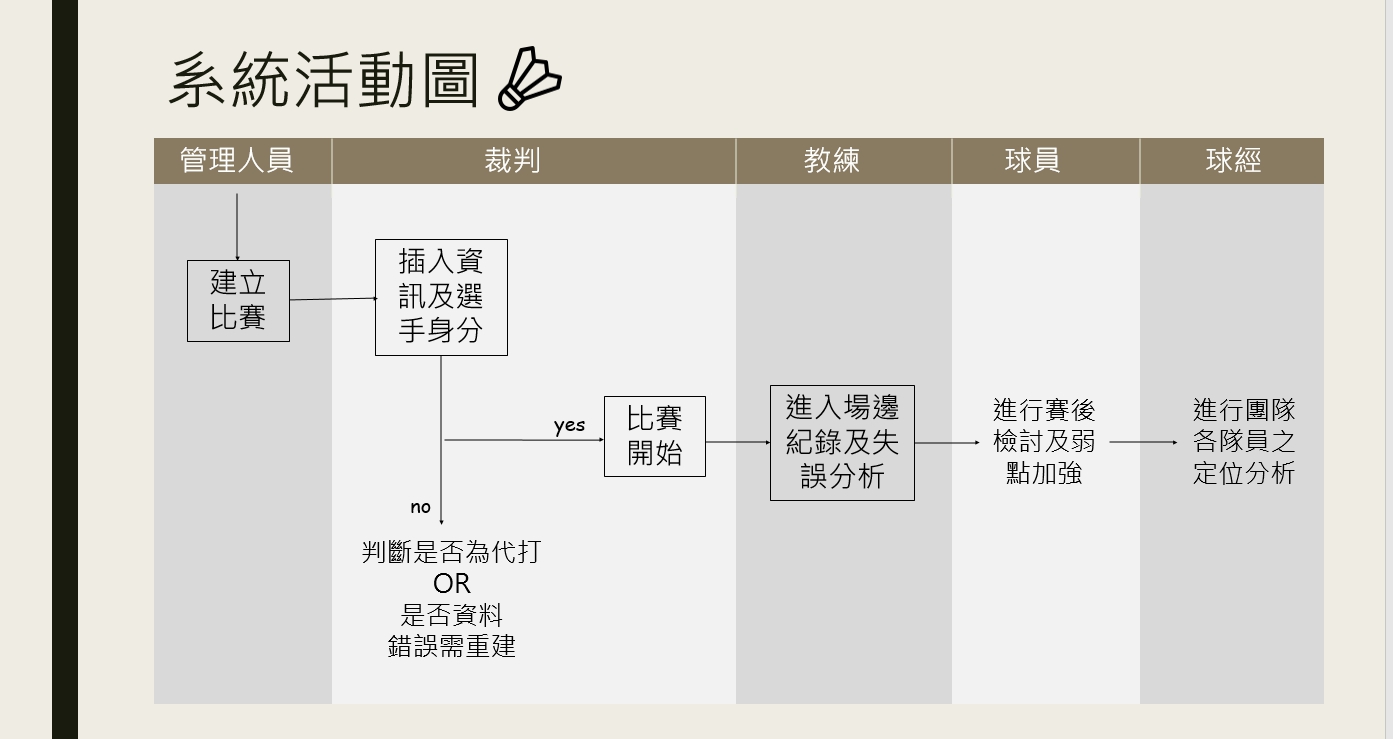 系統活動圖
管理人員
裁判
教練
球員
球經
建立
比賽
插入資
訊及選
手身分
yes
比賽
開始
進入場邊
紀錄及失
誤分析
進行賽後
檢討及弱
點加強
進行團隊
各隊員之
定位分析
no
判斷是否為代打
OR
是否資料
錯誤需重建